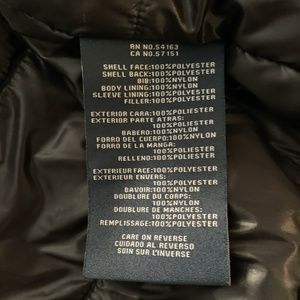 RN NO.54163
CA NO.57151
SHELL FACE:100%POLYESTER
SHELL BACK:100%POLYESTER
BIB:100%NYLON
BODY LINING:100%NYLON
SLEEVE LINING:100%POLYESTER
FILLER:100%POLYESTER
EXTERIOR CARA:100%POLIESTER
EXTERIOR PARTE ATRAS:
100%POLIESTER
BABERO:100%NYLON
FORRO DEL CUERPO:100%NYLON
FORRO DE LA MANGA:
100%POLIESTER
RELLENO:100%POLIESTER
EXTERIEUR FACE:100%POLYESTER
EXTERIEUR ENVERS:
100%POLYESTER
BAVOIR:100%NYLON
DOUBLURE DU CORPS:
100%NYLON
DOUBLURE DE MANCHES:
100%POLYESTER
REMPLISSAGE:100%POLYESTER
CARE ON REVERSE
CUIDADO AL REVERSO
SOIN SUR L'INVERSE